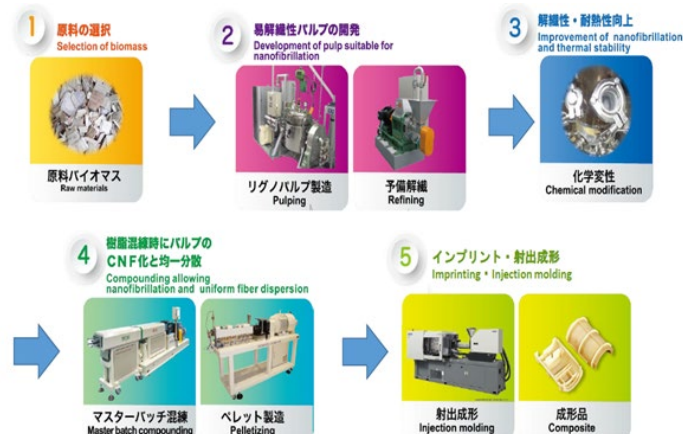 1 原料の選択
Selection of biomass
原料バイオマス
Raw materials
2 易解繊性パルプの開発
Development of pulp suitable for
nanofibrillation
リグノパルプ製造
Pulping
予備解繊
Refining
3 解繊性・耐熱性向上
Improvement of nanofibrillation
and thermal stability
化学変性
Chemical modification
4 樹脂混練時にパルプの
CNF化と均一分散
Compounding allowing
nanofibrillation and uniform fiber dispersion
マスターバッチ混練
Master batch compounding
ペレット製造
Pelletizing
5 インプリント・射出成形
Imprinting・Injection molding
射出成形
Injection molding
成形品
Composite